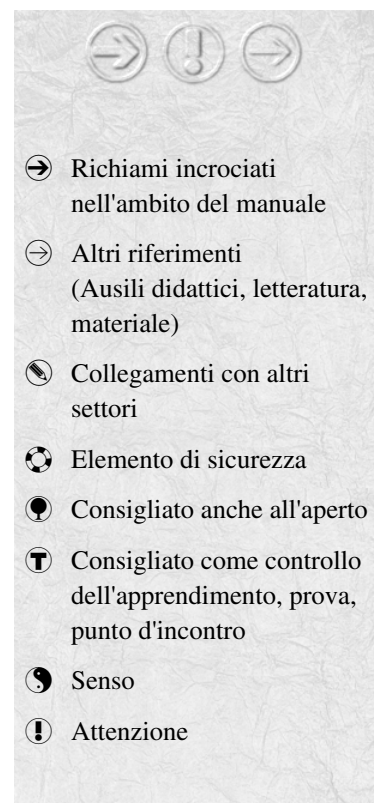 Richiami incrociati
nell'ambito del manuale
Altri riferimenti
(Ausili didattici, letteratura,
materiale)
Collegamenti con altri
settori
Elemento di sicurezza
Consigliato anche all'aperto
T Consigliato come controllo
dell'apprendimento, prova,
punto d'incontro
Senso
! Attenzione